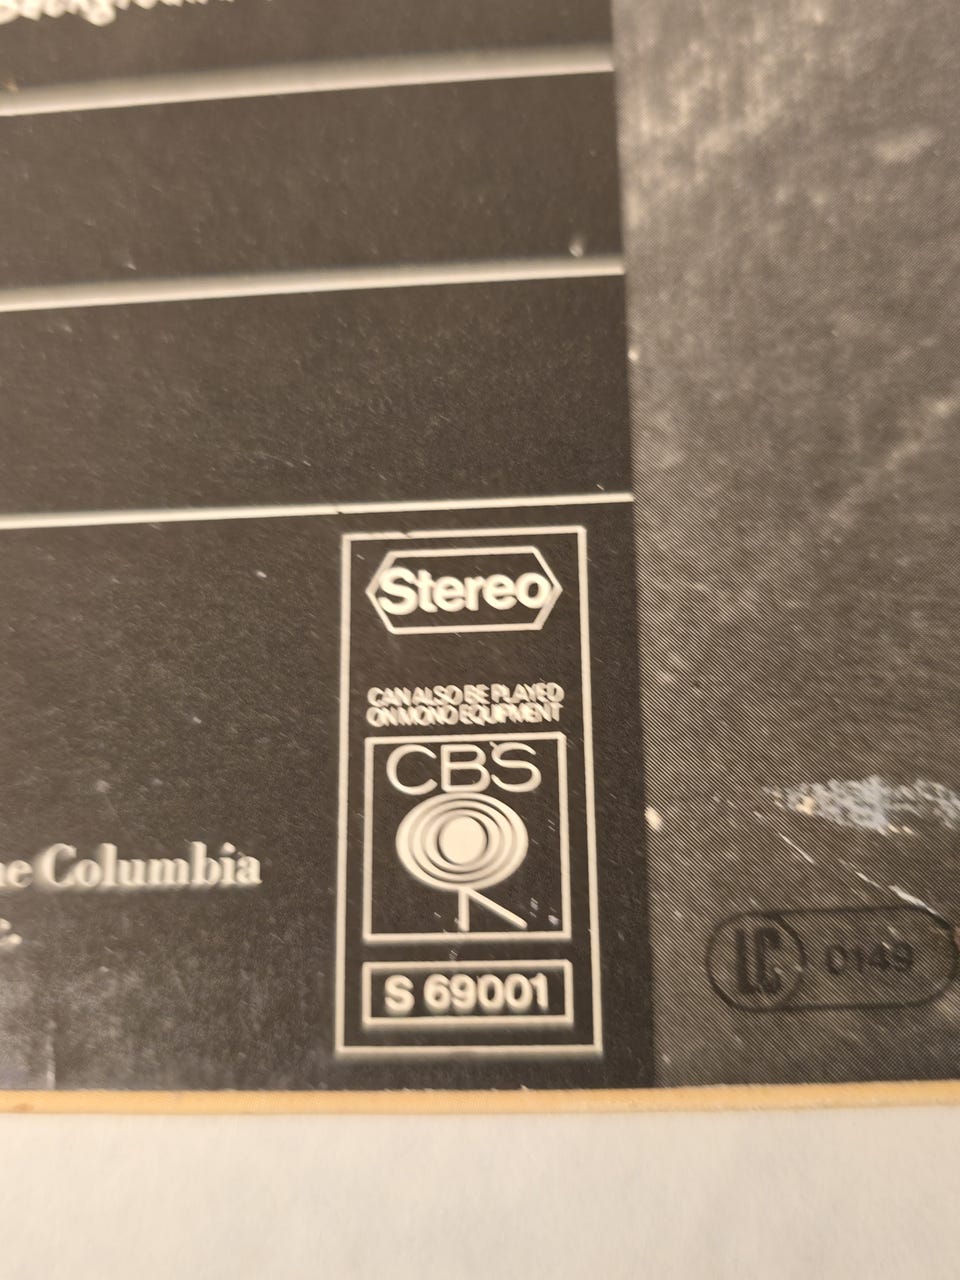 Stereo
CAN ALSO BE PLAYED
ON MONO EQUIPMENT
CBS
Columbia
S 69001
LC 0149